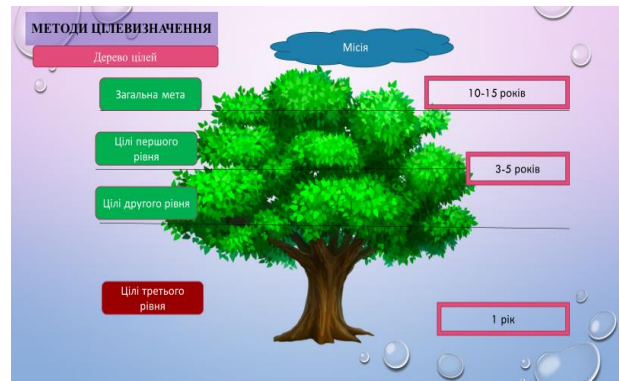 МЕТОДИ ЦІЛЕВИЗНАЧЕННЯ
Дерево цілей
Місія
Загальна мета
10-15 років
Цілі першого
рівня
3-5 років
Цілі другого рівня
Цілі третього
рівня
1 рік